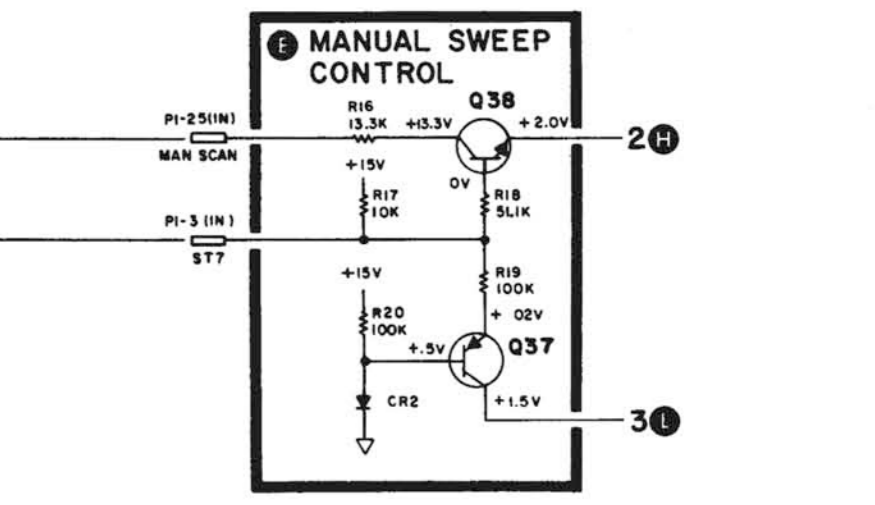 E MANUAL SWEEP
CONTROL
Q38
R16
13.3K
+13.3V
+2.0V
P1-25(IN)
MAN SCAN
2 H
+15V
0V
R17
10K
R18
51.1K
P1-3 (IN)
ST7
+15V
R19
100K
R20
100K
+ 02V
+.5V
Q37
CR2
+1.5V
3 L